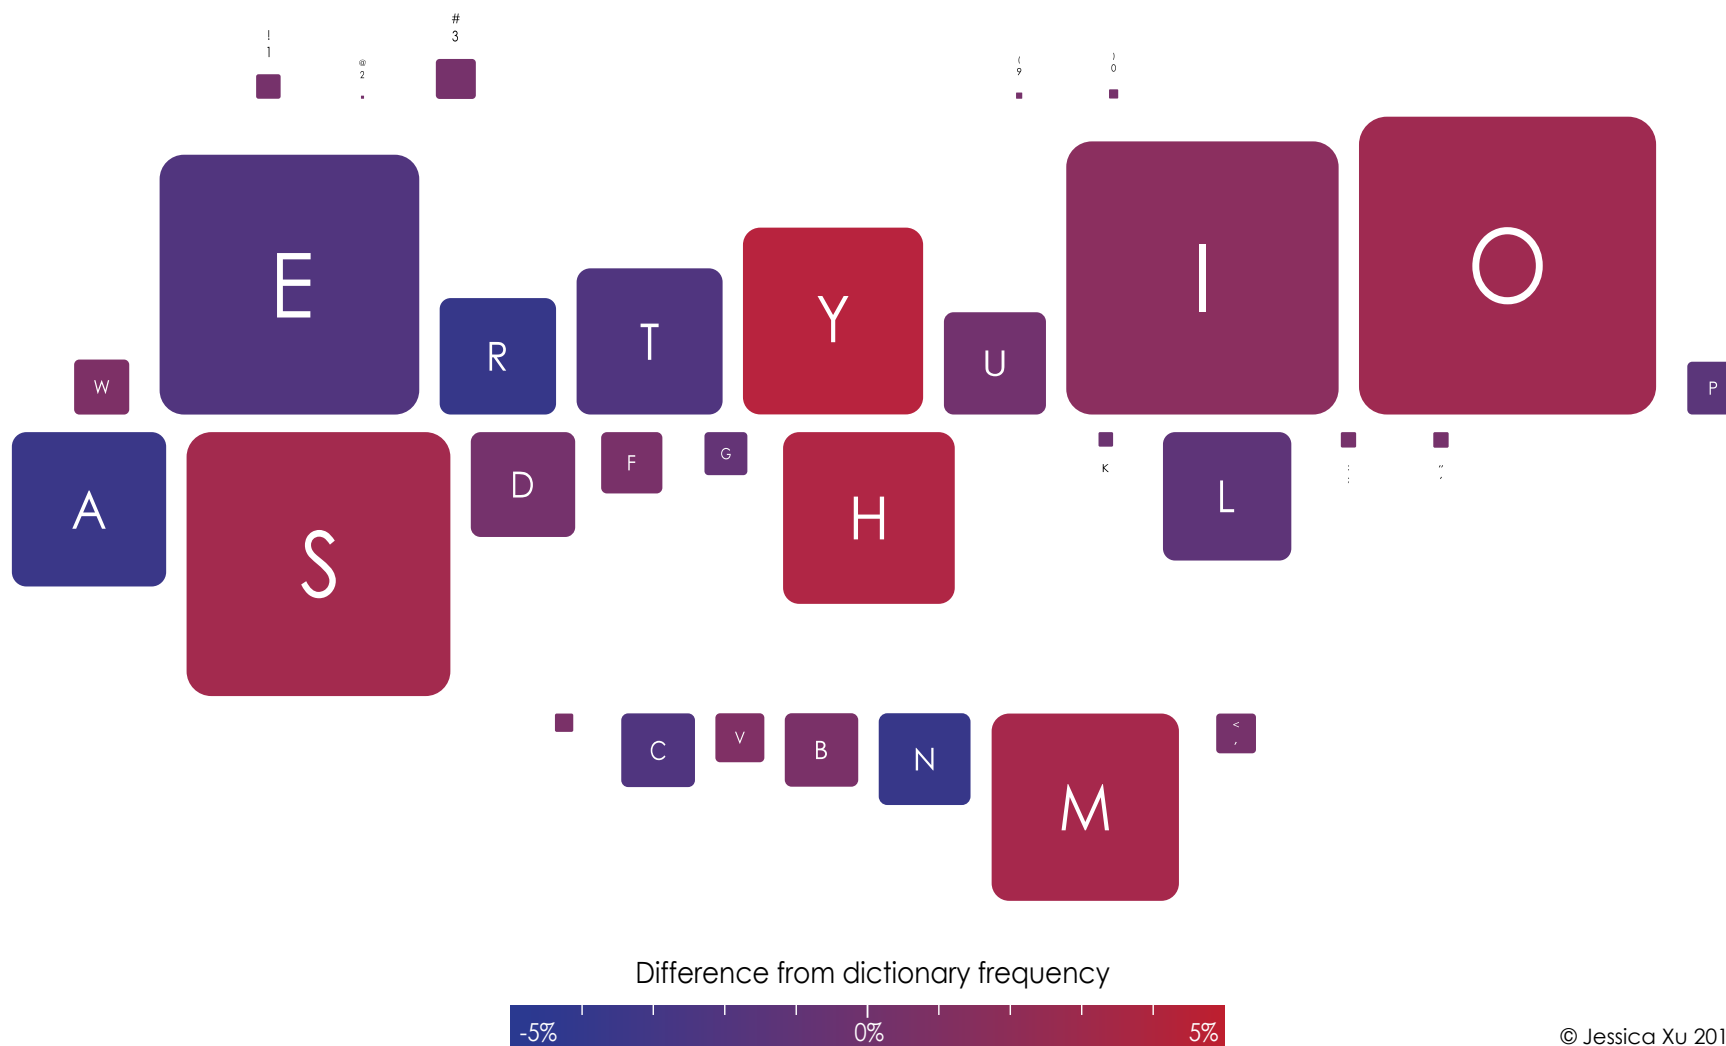 ! @ # ( )
1 2 3 9 0
W E R T Y U I O P
A S D F G H K L : "
; '
C V B N M <
,
Difference from dictionary frequency
-5% 0% 5%
© Jessica Xu 201